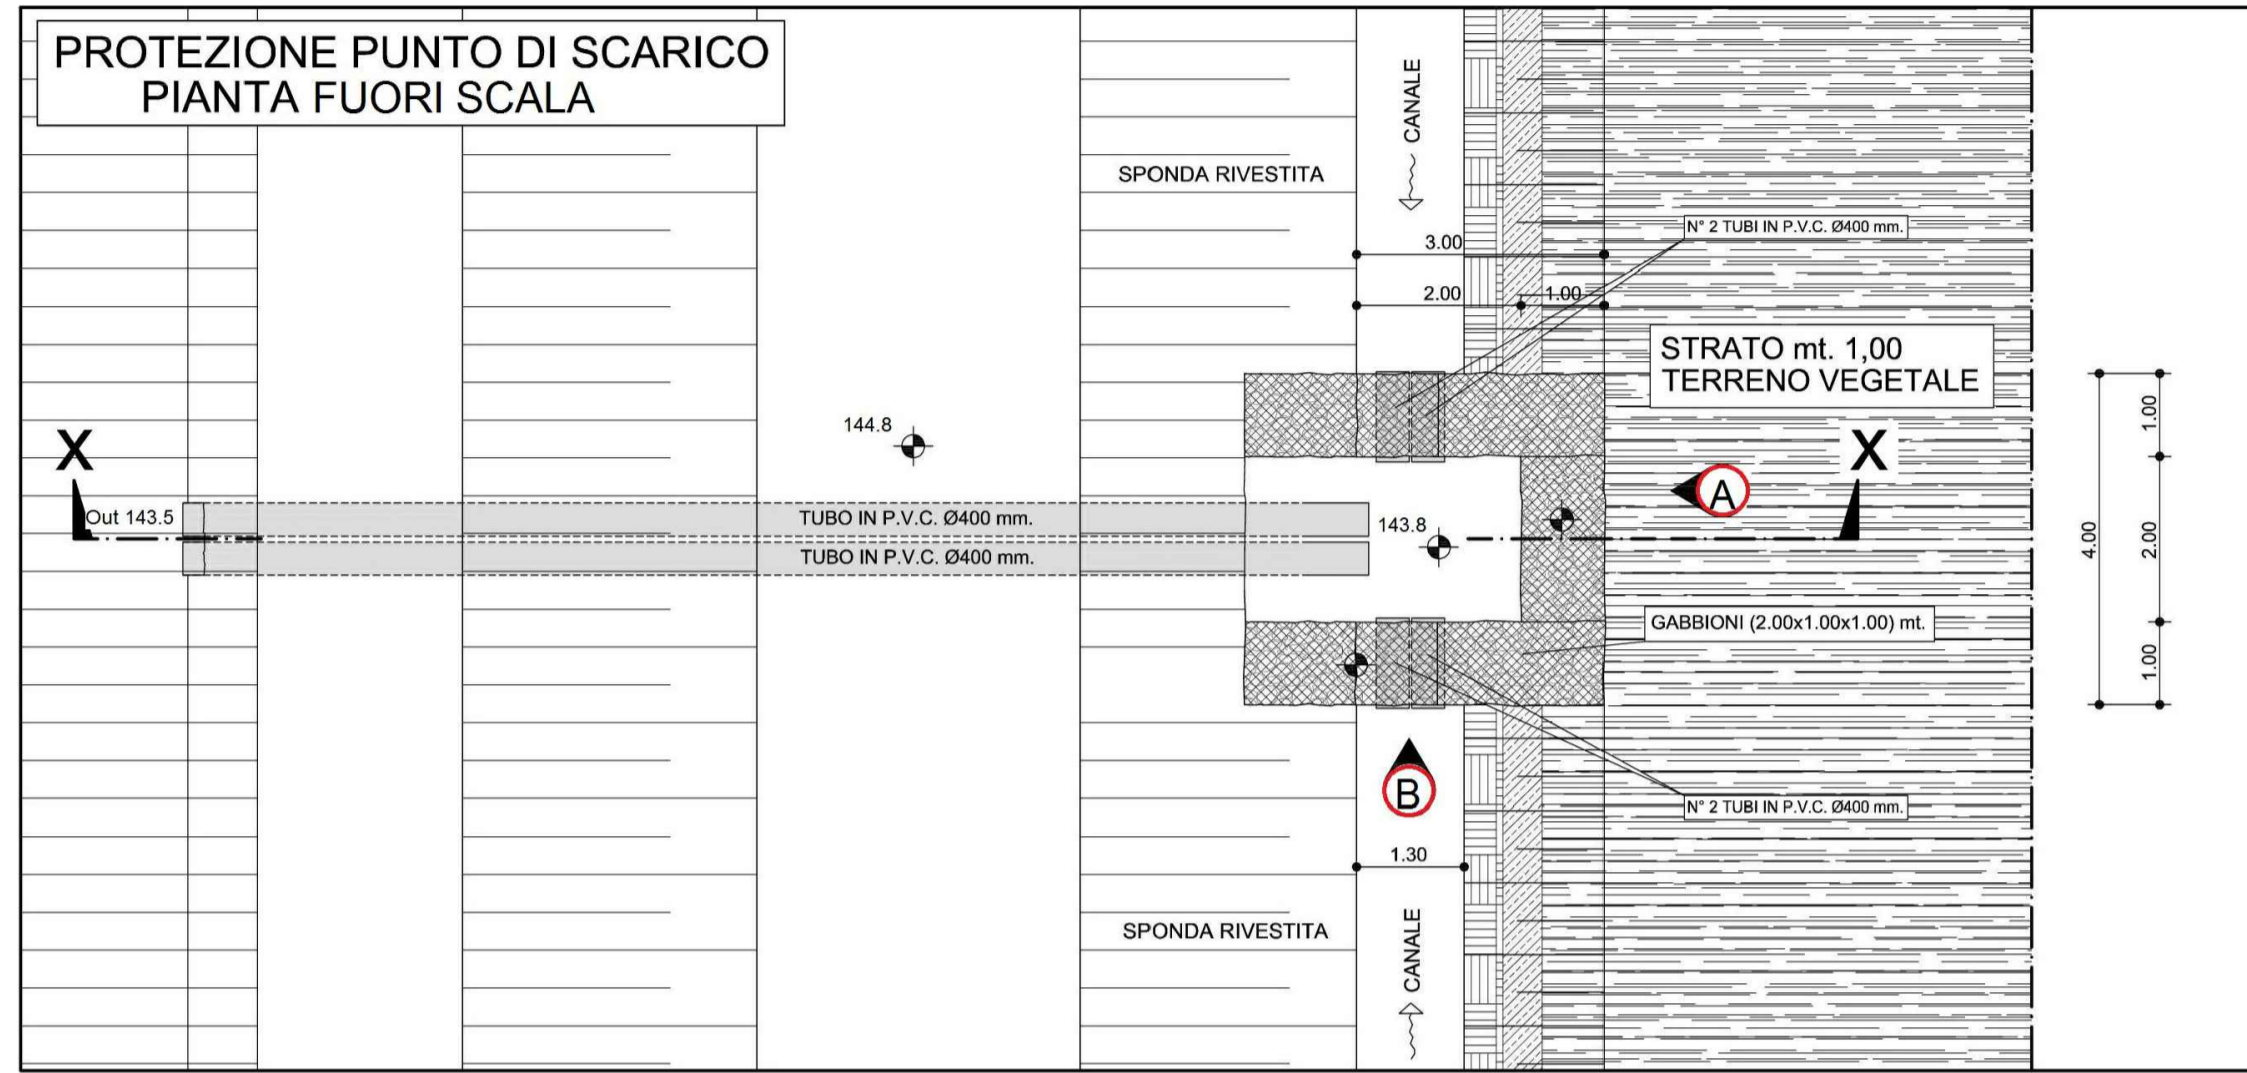 PROTEZIONE PUNTO DI SCARICO
PIANTA FUORI SCALA
CANALE
SPONDA RIVESTITA
N° 2 TUBI IN P.V.C. Ø400 mm.
3.00
2.00
1.00
STRATO mt. 1,00
TERRENO VEGETALE
1.00
144.8
X
X
A
Out 143.5
TUBO IN P.V.C. Ø400 mm.
143.8
TUBO IN P.V.C. Ø400 mm.
4.00
2.00
GABBIONI (2.00x1.00x1.00) mt.
1.00
B
N° 2 TUBI IN P.V.C. Ø400 mm.
1.30
SPONDA RIVESTITA
CANALE